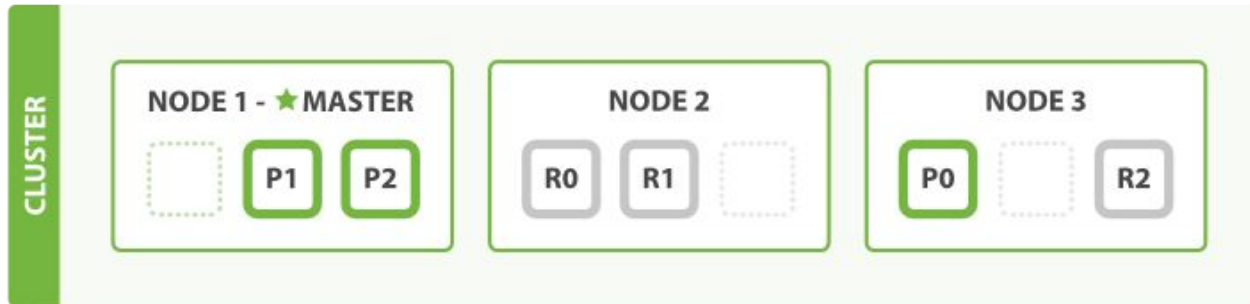 CLUSTER
NODE 1 - ★ MASTER
P1 P2
NODE 2
R0 R1
NODE 3
P0 R2